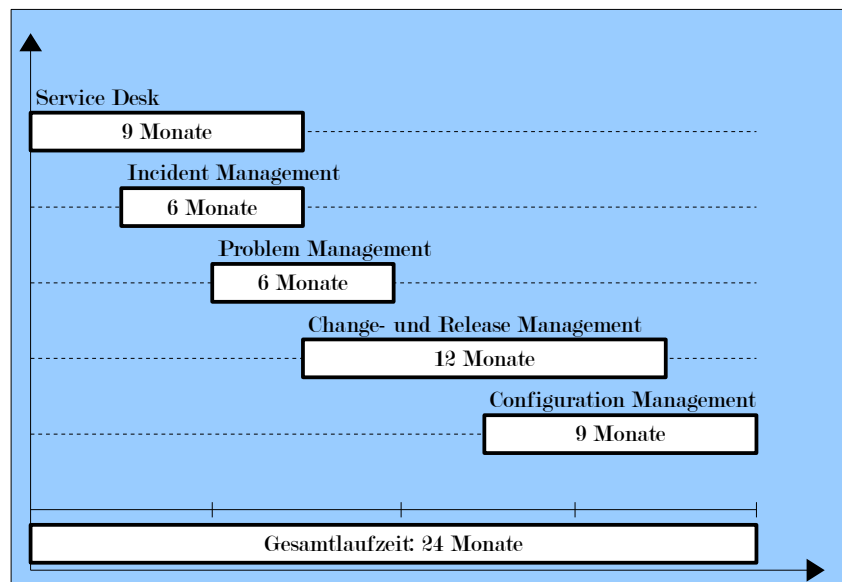 Service Desk
9 Monate
Incident Management
6 Monate
Problem Management
6 Monate
Change- und Release Management
12 Monate
Configuration Management
9 Monate
Gesamtlaufzeit: 24 Monate